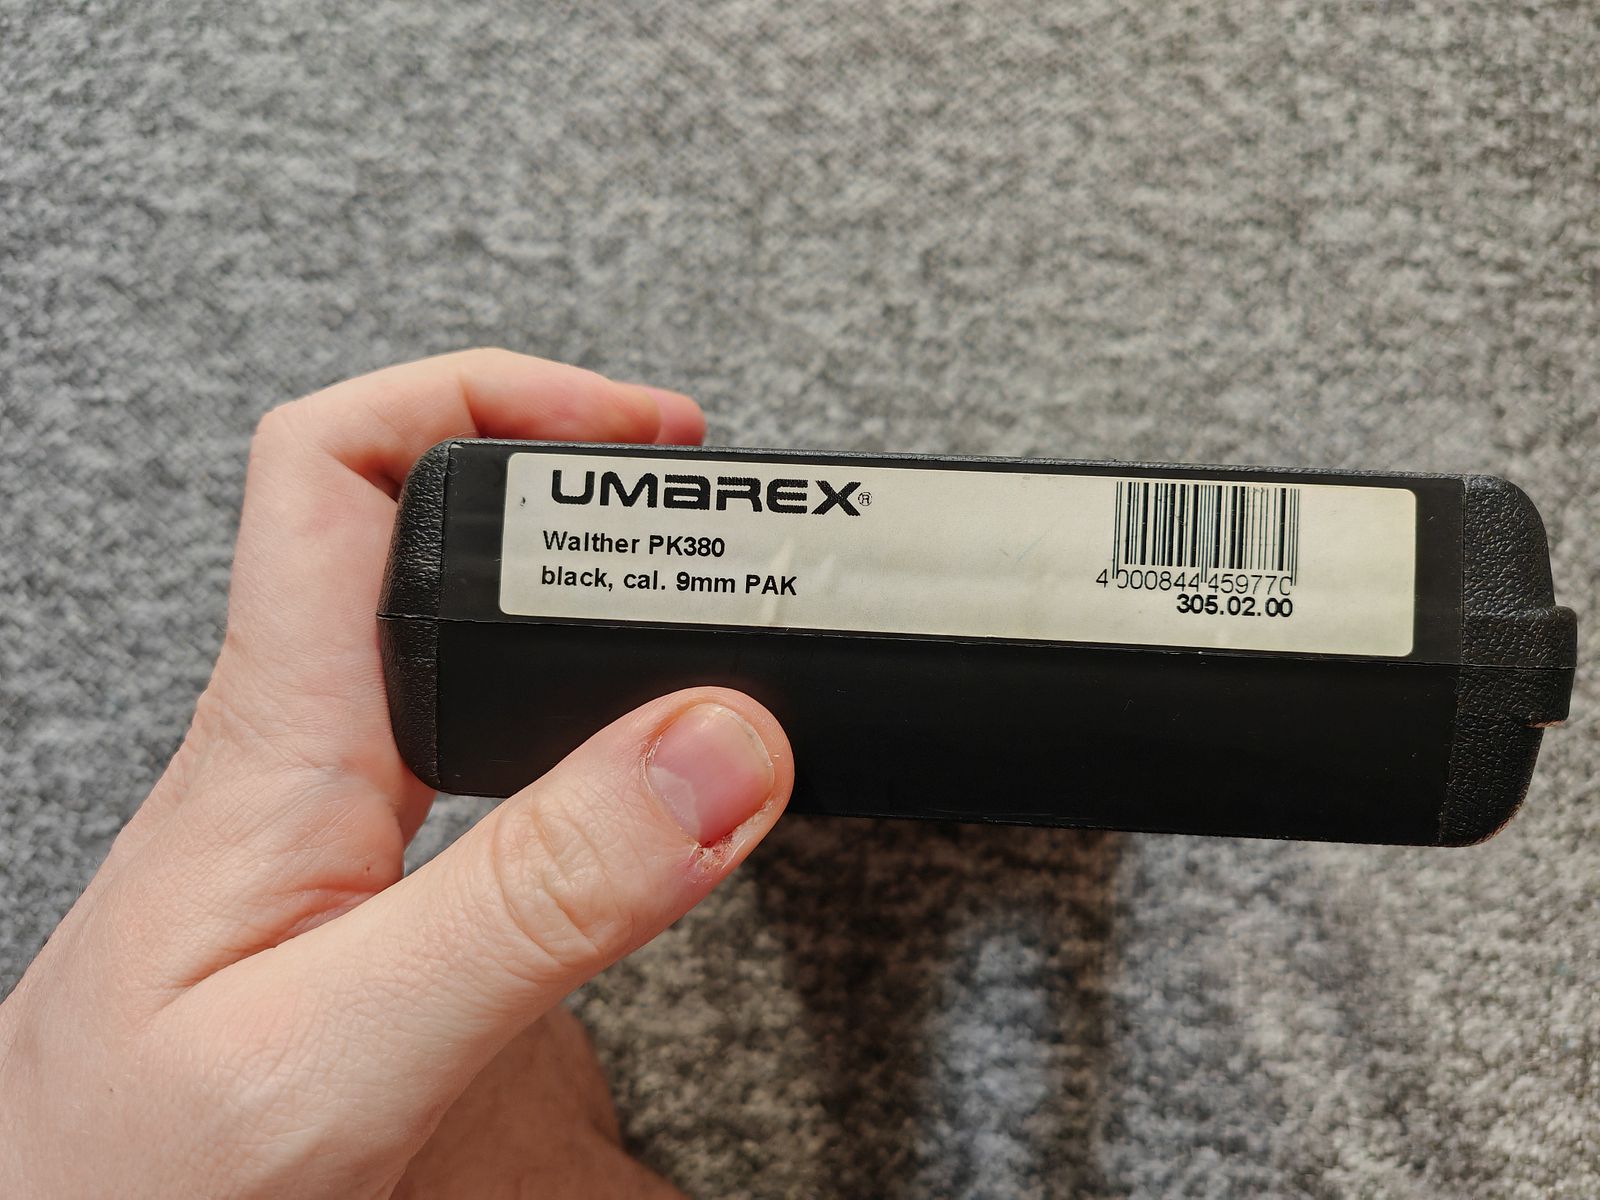 UMAREX®
Walther PK380
black, cal. 9mm PAK
4 000844 459770
305.02.00